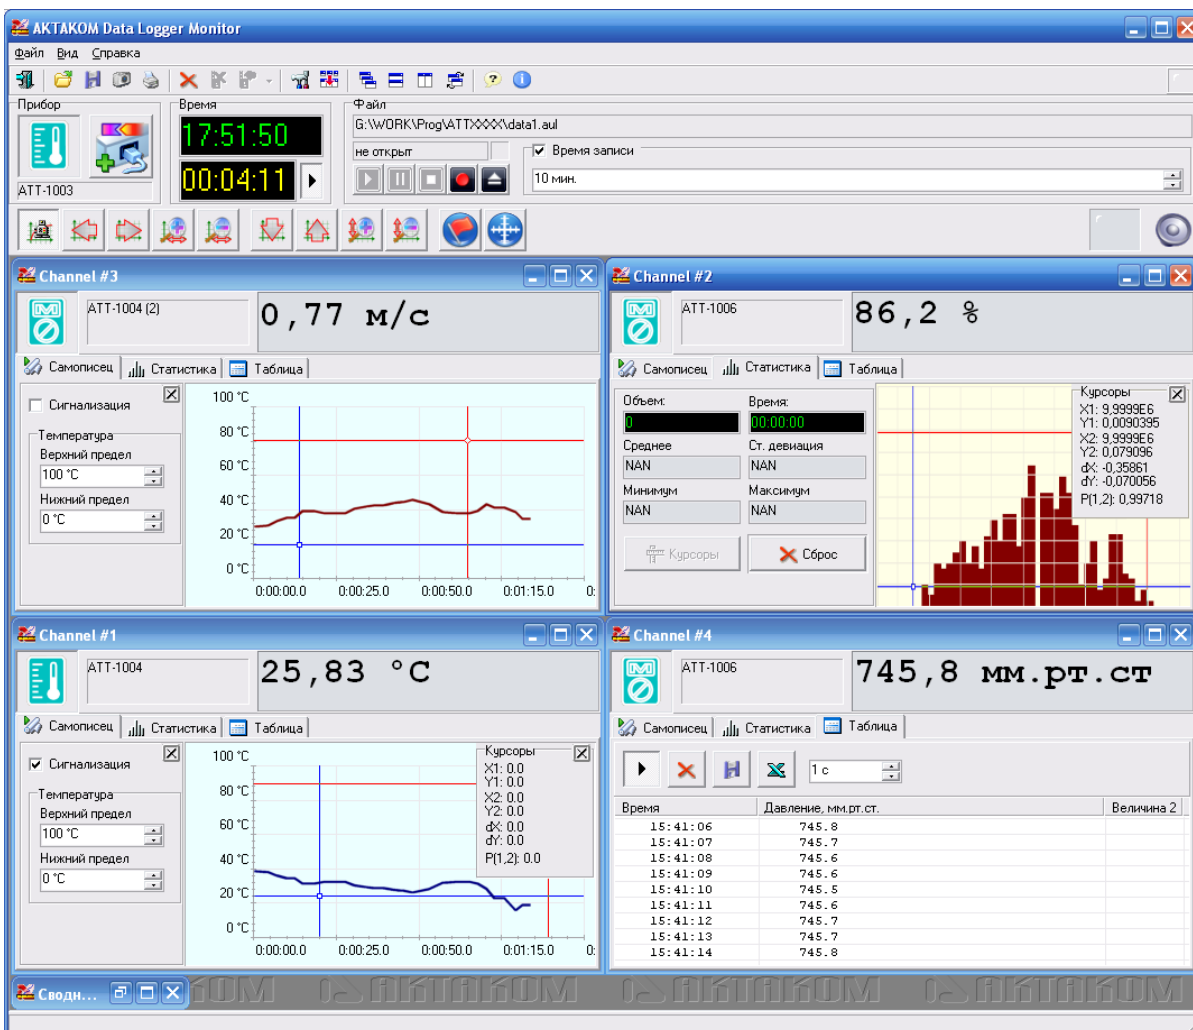 AKTAKOM Data Logger Monitor
Файл Вид Справка
Прибор
Время
Файл
17:51:50
G:\WORK\Prog\ATTXXXX\data1.aul
не открыт
Время записи
00:04:11
10 мин.
ATT-1003
Channel #3
ATT-1004 (2)
0,77 м/с
Самописец Статистика Таблица
Сигнализация
Температура
Верхний предел
100 °C
Нижний предел
0 °C
100 °C
80 °C
60 °C
40 °C
20 °C
0 °C
0:00:00.0 0:00:25.0 0:00:50.0 0:01:15.0 0:
Channel #2
ATT-1006
86,2 %
Самописец Статистика Таблица
Объем: Время:
0 00:00:00
Среднее Ст. девиация
NAN NAN
Минимум Максимум
NAN NAN
Курсоры Сброс
Курсоры
X1: 9,9999E6
Y1: 0,0090395
X2: 9,9999E6
Y2: 0,079096
dX: -0,35861
dY: -0,070056
P(1,2): 0,99718
Channel #1
ATT-1004
25,83 °C
Самописец Статистика Таблица
Сигнализация
Температура
Верхний предел
100 °C
Нижний предел
0 °C
100 °C
80 °C
60 °C
40 °C
20 °C
0 °C
0:00:00.0 0:00:25.0 0:00:50.0 0:01:15.0 0:
Курсоры
X1: 0.0
Y1: 0.0
X2: 0.0
Y2: 0.0
dX: 0.0
dY: 0.0
P(1,2): 0.0
Channel #4
ATT-1006
745,8 мм.рт.ст
Самописец Статистика Таблица
1 с
Время Давление, мм.рт.ст. Величина 2
15:41:06 745.8
15:41:07 745.7
15:41:08 745.6
15:41:09 745.6
15:41:10 745.5
15:41:11 745.6
15:41:12 745.7
15:41:13 745.7
15:41:14 745.8
Сводн...
AKTAKOM AKTAKOM AKTAKOM